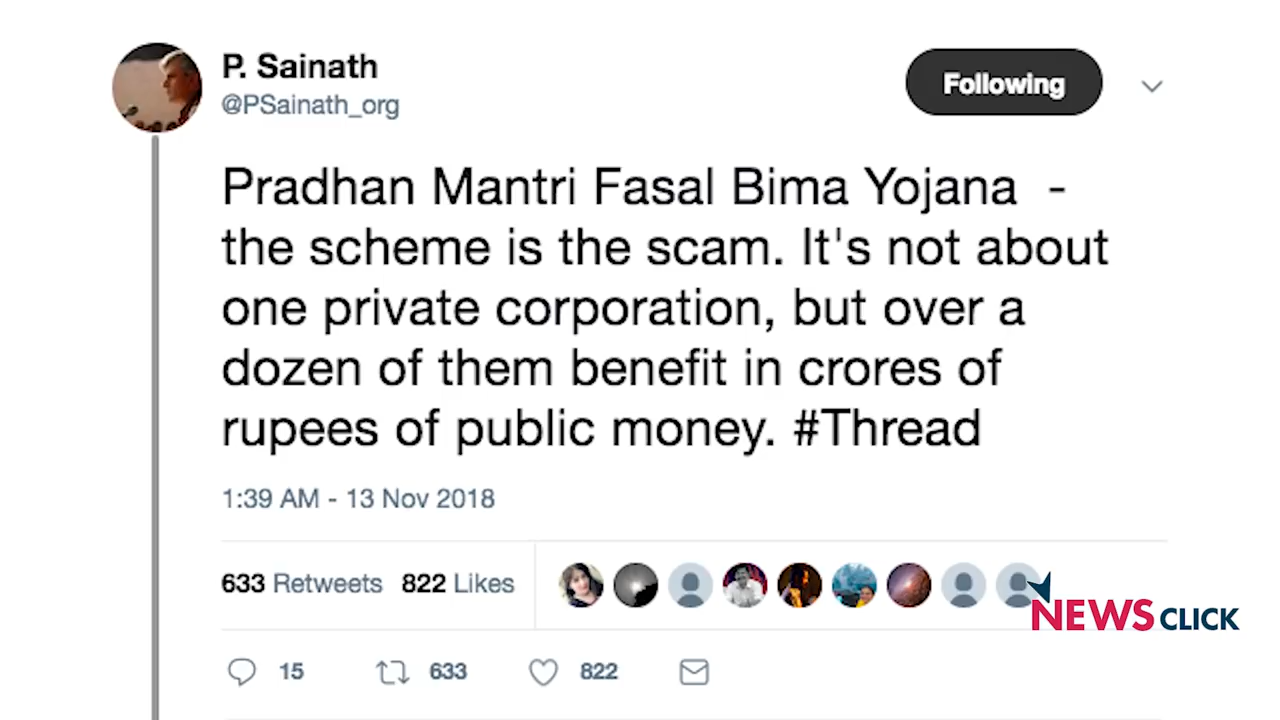 P. Sainath
@PSainath_org
Following
Pradhan Mantri Fasal Bima Yojana -
the scheme is the scam. It's not about
one private corporation, but over a
dozen of them benefit in crores of
rupees of public money. #Thread
1:39 AM - 13 Nov 2018
633 Retweets 822 Likes
NEWSCLICK
15 633 822